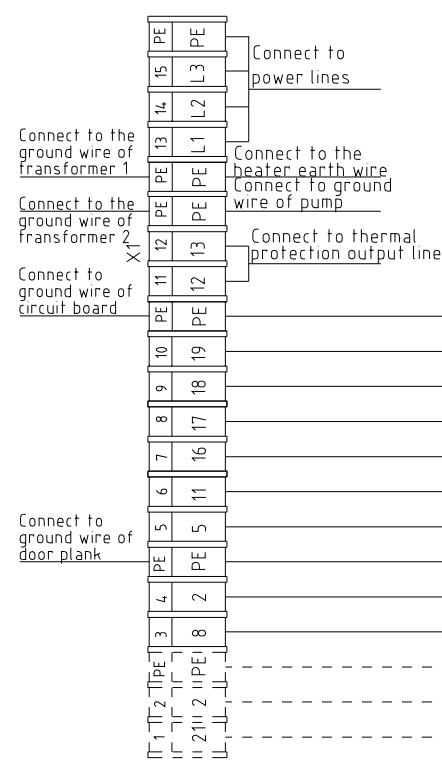 PE PE
15 L3
Connect to
power lines
14 L2
13 L1
Connect to the
ground wire of
transformer 1
PE PE
Connect to the
heater earth wire
Connect to ground
wire of pump
Connect to the
ground wire of
transformer 2
PE PE
X1
12 13
Connect to thermal
protection output line
11 12
Connect to
ground wire of
circuit board
PE PE
10 19
9 18
8 17
7 16
6 11
5 5
Connect to
ground wire of
door plank
PE PE
4 2
3 8
PE PE
2 2
1 21